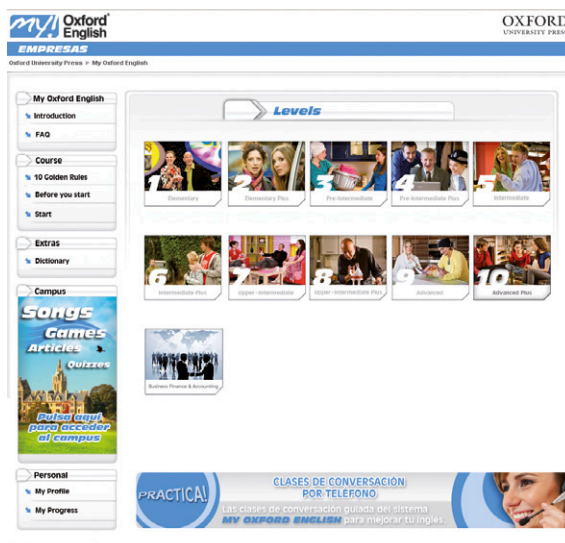 my! Oxford
English
OXFORD
UNIVERSITY PRESS
EMPRESAS
Oxford University Press > My Oxford English
My Oxford English
Introduction
FAQ
Course
10 Golden Rules
Before you start
Start
Extras
Dictionary
Campus
Songs
Games
Articles
Quizzes
Pulsa aquí
para acceder
al campus
Personal
My Profile
My Progress
Levels
1
Elementary
2
Elementary Plus
3
Pre-Intermediate
4
Pre-Intermediate Plus
5
Intermediate
6
Intermediate Plus
7
Upper-Intermediate
8
Upper-Intermediate Plus
9
Advanced
10
Advanced Plus
Business Finance & Accounting
PRACTICA!
CLASES DE CONVERSACIÓN
POR TELÉFONO
Las clases de conversación guiada del sistema
MY OXFORD ENGLISH para mejorar tu ingles.